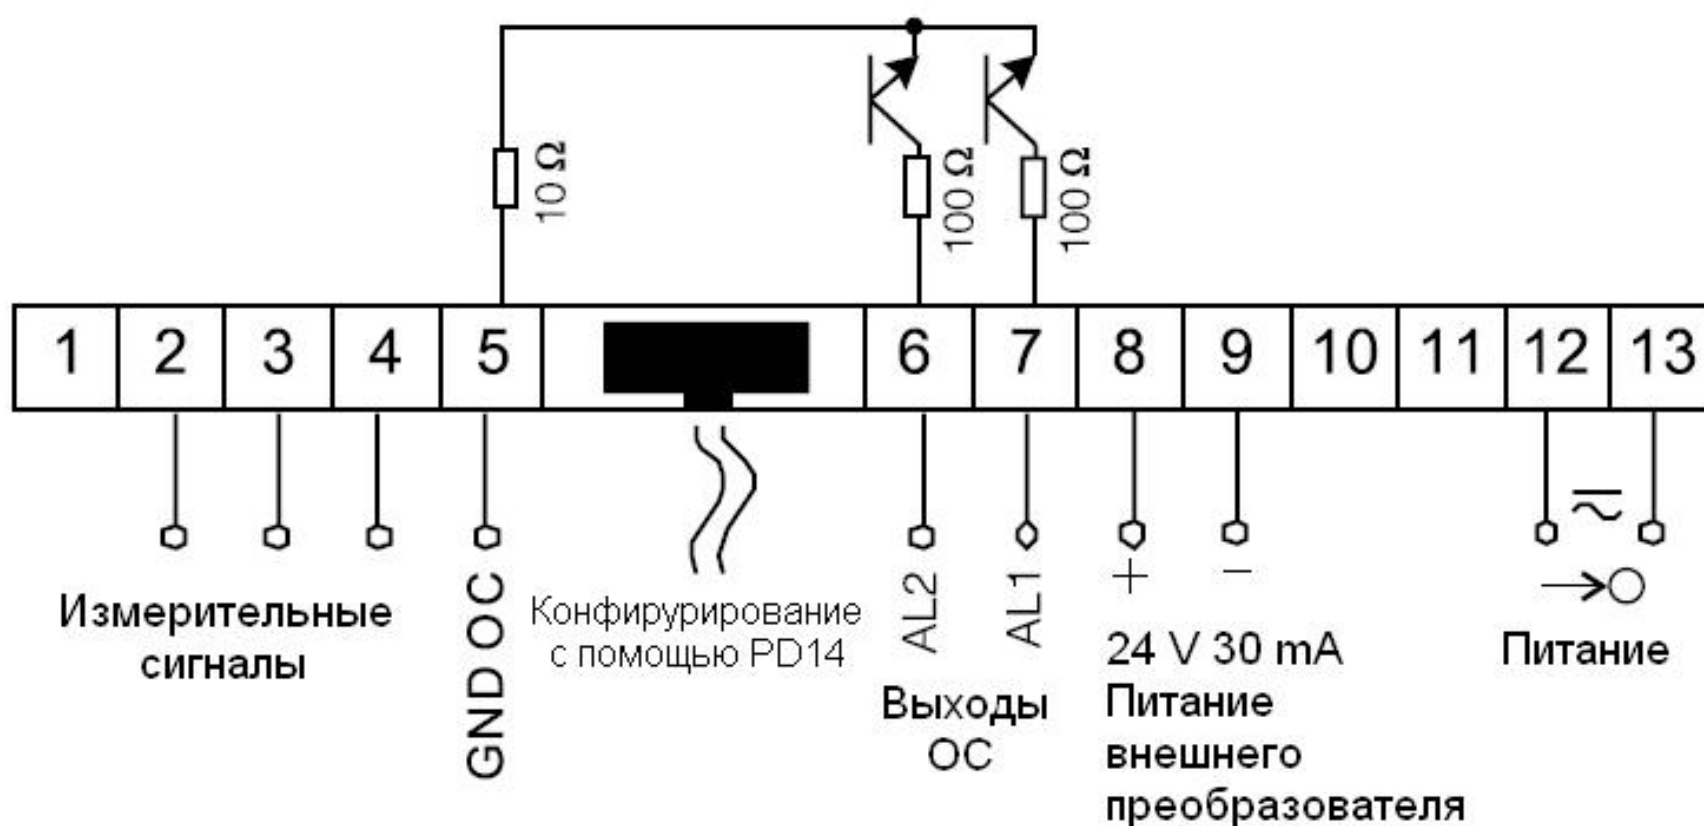 10 Ω
100 Ω
100 Ω
1 2 3 4 5 6 7 8 9 10 11 12 13
Измерительные
сигналы
GND OC
Конфирурирование
с помощью PD14
AL2
AL1
Выходы
ОС
+
−
24 V 30 mA
Питание
внешнего
преобразователя
Питание